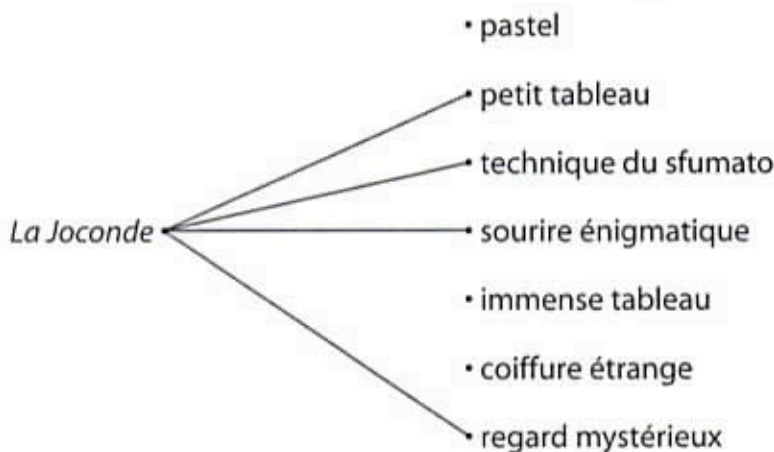 • pastel
petit tableau
technique du sfumato
La Joconde
sourire énigmatique
• immense tableau
• coiffure étrange
regard mystérieux